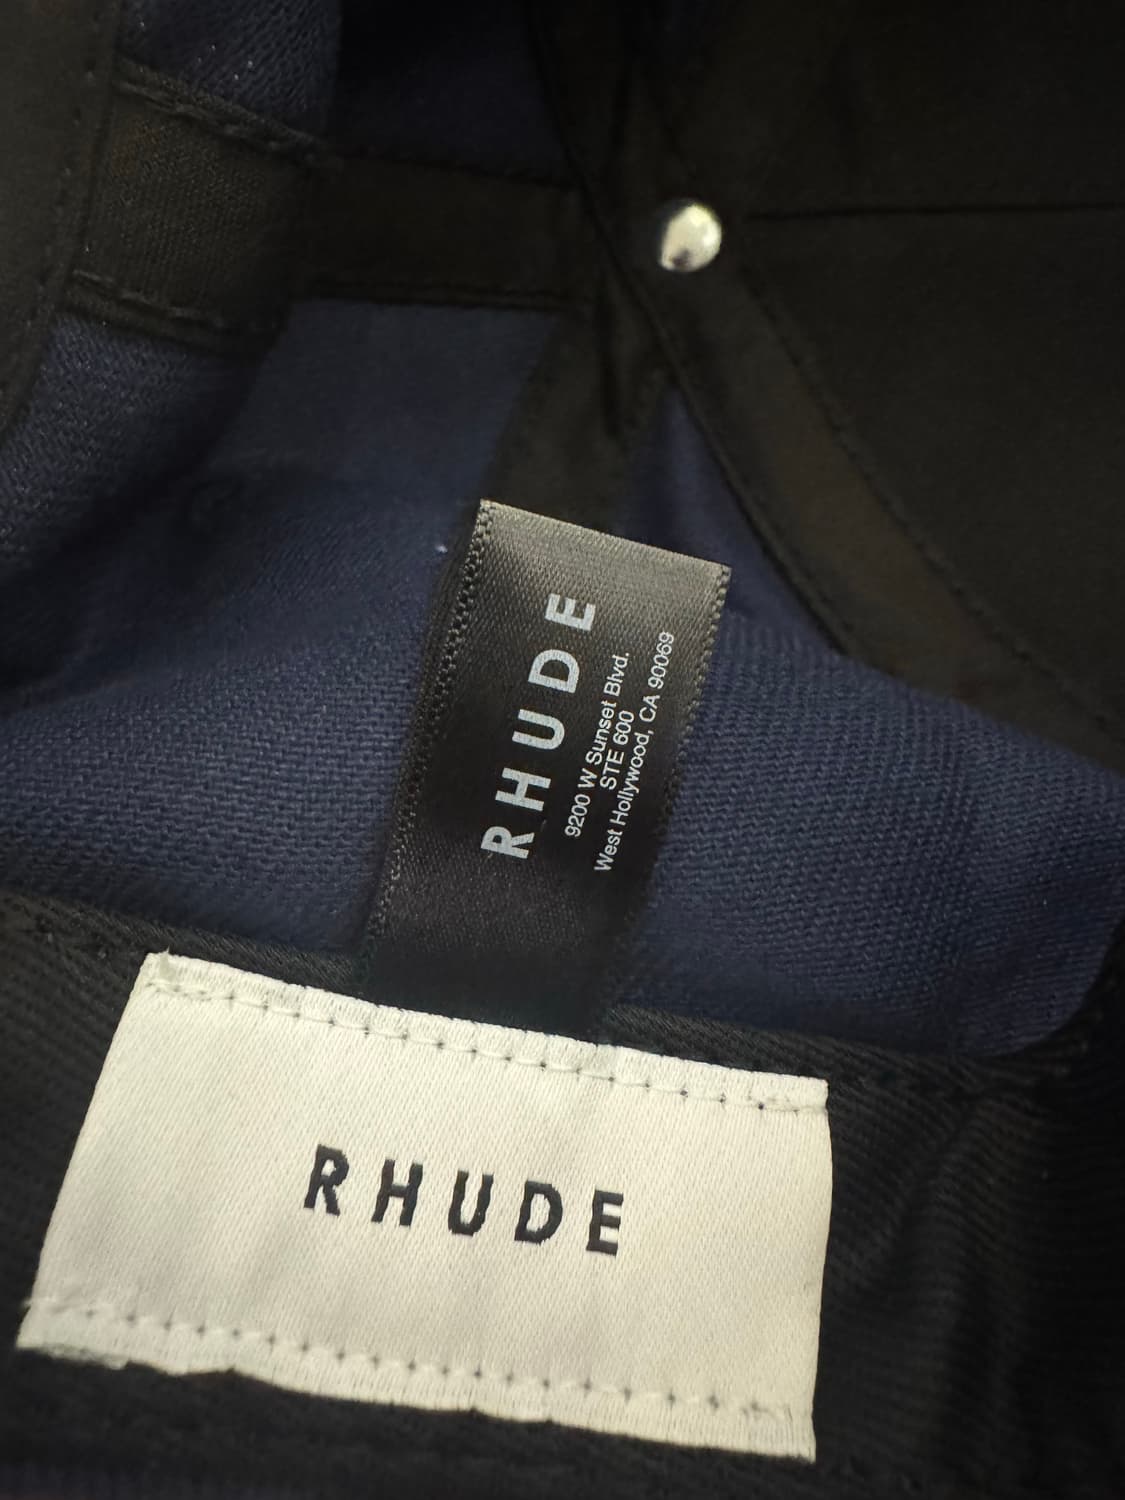 RHUDE
9200 W Sunset Blvd.
STE 600
West Hollywood, CA 90069
RHUDE